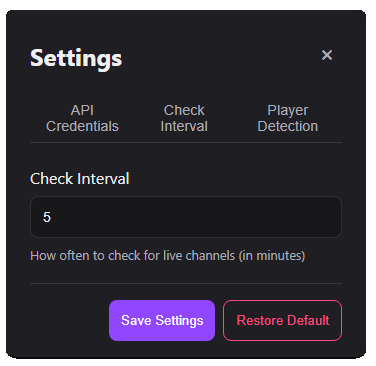 Settings
×
API Check Player
Credentials Interval Detection
Check Interval
5
How often to check for live channels (in minutes)
Save Settings Restore Default